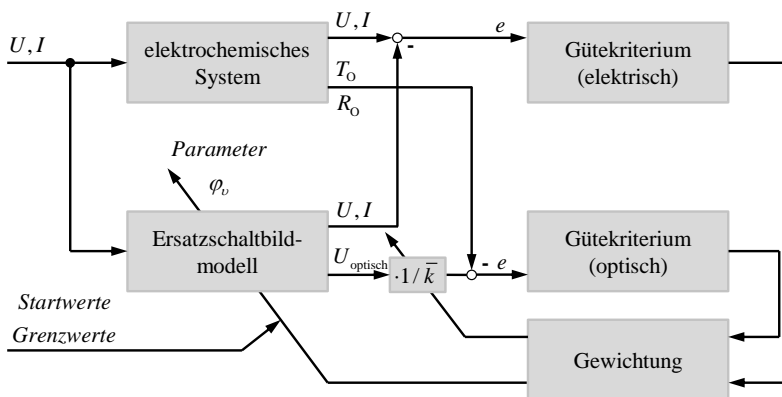 U, I
elektrochemisches
System
U, I
-
e
Gütekriterium
(elektrisch)
T_O
R_O
Parameter
φ_υ
Ersatzschaltbild-
modell
U, I
U_optisch
·1/k̅
-
e
Gütekriterium
(optisch)
Startwerte
Grenzwerte
Gewichtung